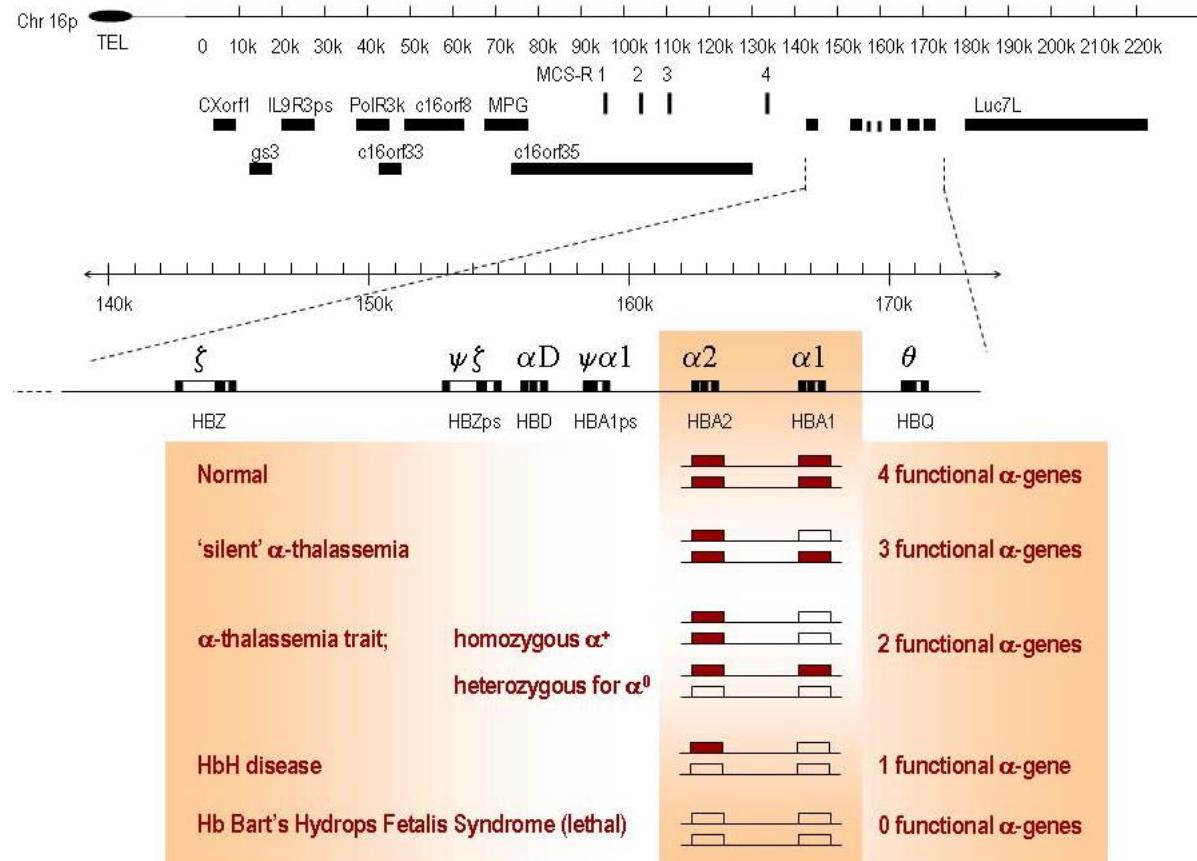 Chr 16p
TEL
0 10k 20k 30k 40k 50k 60k 70k 80k 90k 100k 110k 120k 130k 140k 150k 160k 170k 180k 190k 200k 210k 220k
MCS-R 1 2 3 4
CXorf1 IL9R3ps PolR3k c16orf8 MPG Luc7L
gs3 c16orf33 c16orf35
140k 150k 160k 170k
ζ ψζ αD ψα1 α2 α1 θ
HBZ HBZps HBD HBA1ps HBA2 HBA1 HBQ
Normal 4 functional α-genes
‘silent’ α-thalassemia 3 functional α-genes
α-thalassemia trait; homozygous α⁺ 2 functional α-genes
heterozygous for α⁰
HbH disease 1 functional α-gene
Hb Bart's Hydrops Fetalis Syndrome (lethal) 0 functional α-genes